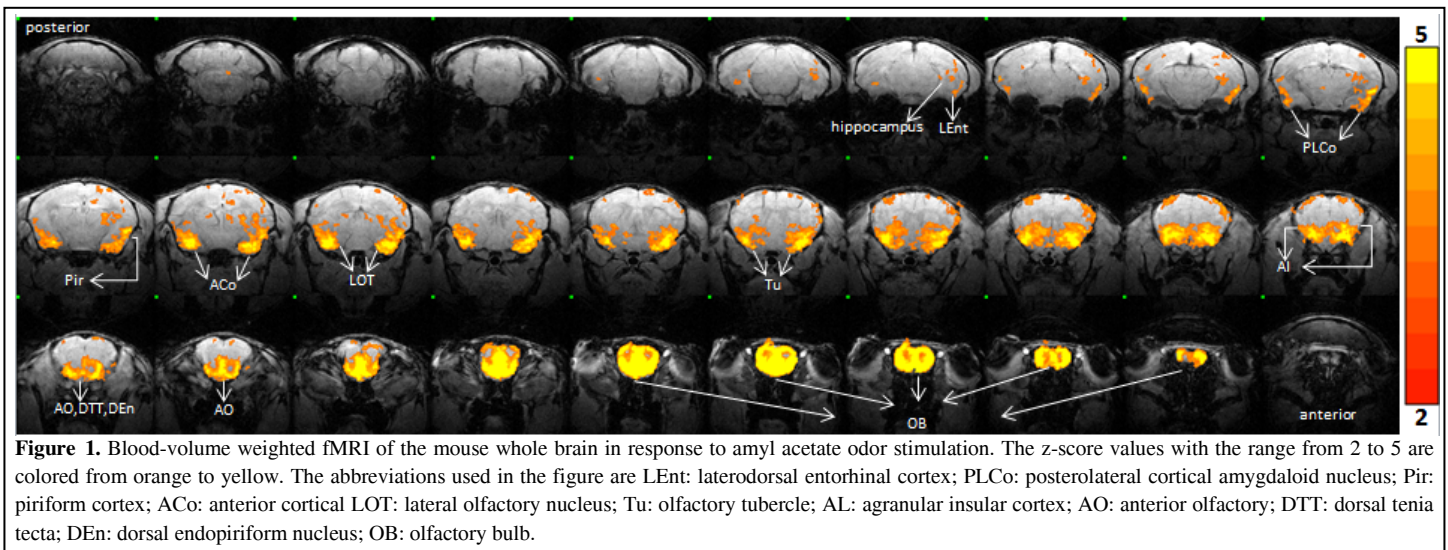 posterior
5
hippocampus LEnt
PLCo
Pir
ACo
LOT
Tu
AI
AO,DTT,DEn
AO
OB
anterior
2
Figure 1. Blood-volume weighted fMRI of the mouse whole brain in response to amyl acetate odor stimulation. The z-score values with the range from 2 to 5 are
colored from orange to yellow. The abbreviations used in the figure are LEnt: laterodorsal entorhinal cortex; PLCo: posterolateral cortical amygdaloid nucleus; Pir:
piriform cortex; ACo: anterior cortical LOT: lateral olfactory nucleus; Tu: olfactory tubercle; AL: agranular insular cortex; AO: anterior olfactory; DTT: dorsal tenia
tecta; DEn: dorsal endopiriform nucleus; OB: olfactory bulb.